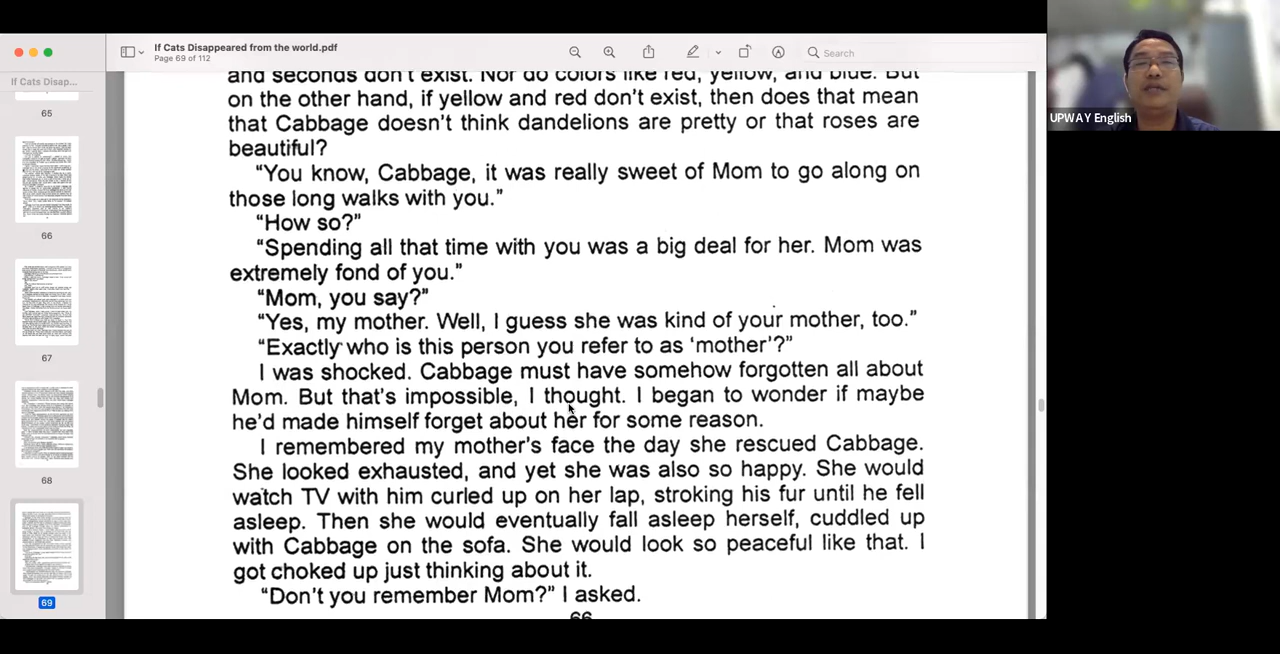 If Cats Disappeared from the world.pdf
Page 69 of 112
Search
If Cats Disap...
65
66
67
68
69
UPWAY English
and seconds don't exist. Nor do colors like red, yellow, and blue. But
on the other hand, if yellow and red don't exist, then does that mean
that Cabbage doesn't think dandelions are pretty or that roses are
beautiful?
"You know, Cabbage, it was really sweet of Mom to go along on
those long walks with you."
"How so?"
"Spending all that time with you was a big deal for her. Mom was
extremely fond of you."
"Mom, you say?"
"Yes, my mother. Well, I guess she was kind of your mother, too."
"Exactly who is this person you refer to as 'mother'?"
I was shocked. Cabbage must have somehow forgotten all about
Mom. But that's impossible, I thought. I began to wonder if maybe
he'd made himself forget about her for some reason.
I remembered my mother's face the day she rescued Cabbage.
She looked exhausted, and yet she was also so happy. She would
watch TV with him curled up on her lap, stroking his fur until he fell
asleep. Then she would eventually fall asleep herself, cuddled up
with Cabbage on the sofa. She would look so peaceful like that. I
got choked up just thinking about it.
"Don't you remember Mom?" I asked.
66